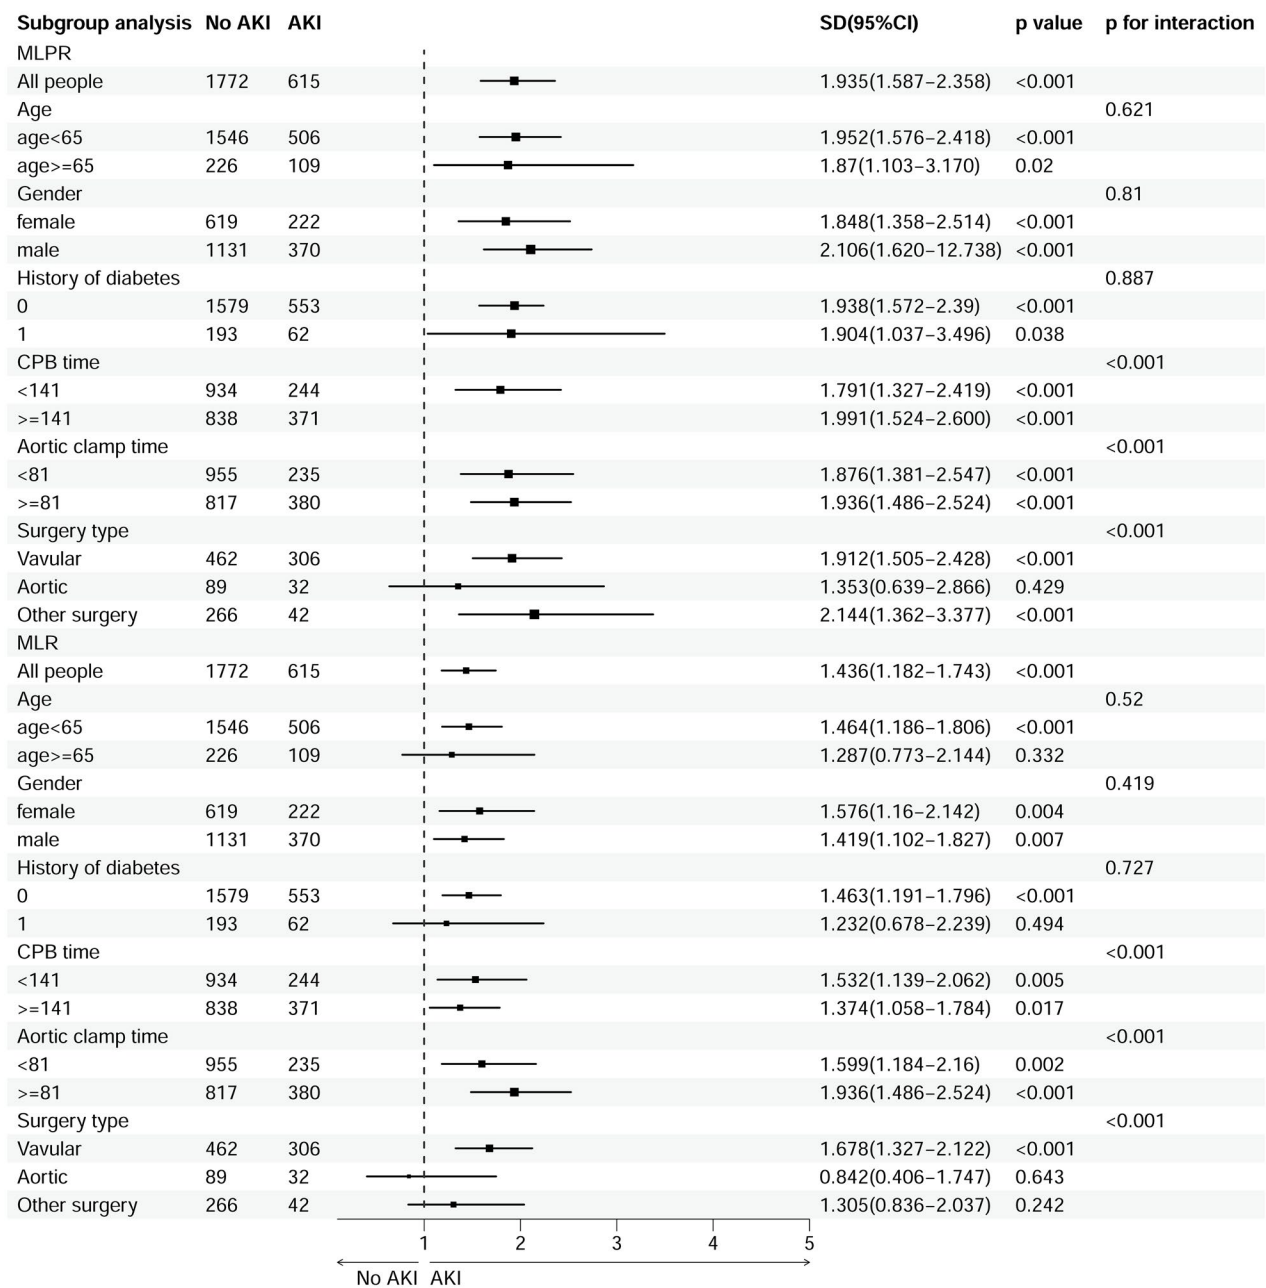 Subgroup analysis No AKI AKI SD(95%CI) p value p for interaction
MLPR
All people 1772 615 1.935(1.587−2.358) <0.001
Age 0.621
age<65 1546 506 1.952(1.576−2.418) <0.001
age>=65 226 109 1.87(1.103−3.170) 0.02
Gender 0.81
female 619 222 1.848(1.358−2.514) <0.001
male 1131 370 2.106(1.620−12.738) <0.001
History of diabetes 0.887
0 1579 553 1.938(1.572−2.39) <0.001
1 193 62 1.904(1.037−3.496) 0.038
CPB time <0.001
<141 934 244 1.791(1.327−2.419) <0.001
>=141 838 371 1.991(1.524−2.600) <0.001
Aortic clamp time <0.001
<81 955 235 1.876(1.381−2.547) <0.001
>=81 817 380 1.936(1.486−2.524) <0.001
Surgery type <0.001
Vavular 462 306 1.912(1.505−2.428) <0.001
Aortic 89 32 1.353(0.639−2.866) 0.429
Other surgery 266 42 2.144(1.362−3.377) <0.001
MLR
All people 1772 615 1.436(1.182−1.743) <0.001
Age 0.52
age<65 1546 506 1.464(1.186−1.806) <0.001
age>=65 226 109 1.287(0.773−2.144) 0.332
Gender 0.419
female 619 222 1.576(1.16−2.142) 0.004
male 1131 370 1.419(1.102−1.827) 0.007
History of diabetes 0.727
0 1579 553 1.463(1.191−1.796) <0.001
1 193 62 1.232(0.678−2.239) 0.494
CPB time <0.001
<141 934 244 1.532(1.139−2.062) 0.005
>=141 838 371 1.374(1.058−1.784) 0.017
Aortic clamp time <0.001
<81 955 235 1.599(1.184−2.16) 0.002
>=81 817 380 1.936(1.486−2.524) <0.001
Surgery type <0.001
Vavular 462 306 1.678(1.327−2.122) <0.001
Aortic 89 32 0.842(0.406−1.747) 0.643
Other surgery 266 42 1.305(0.836−2.037) 0.242
1 2 3 4 5
No AKI AKI